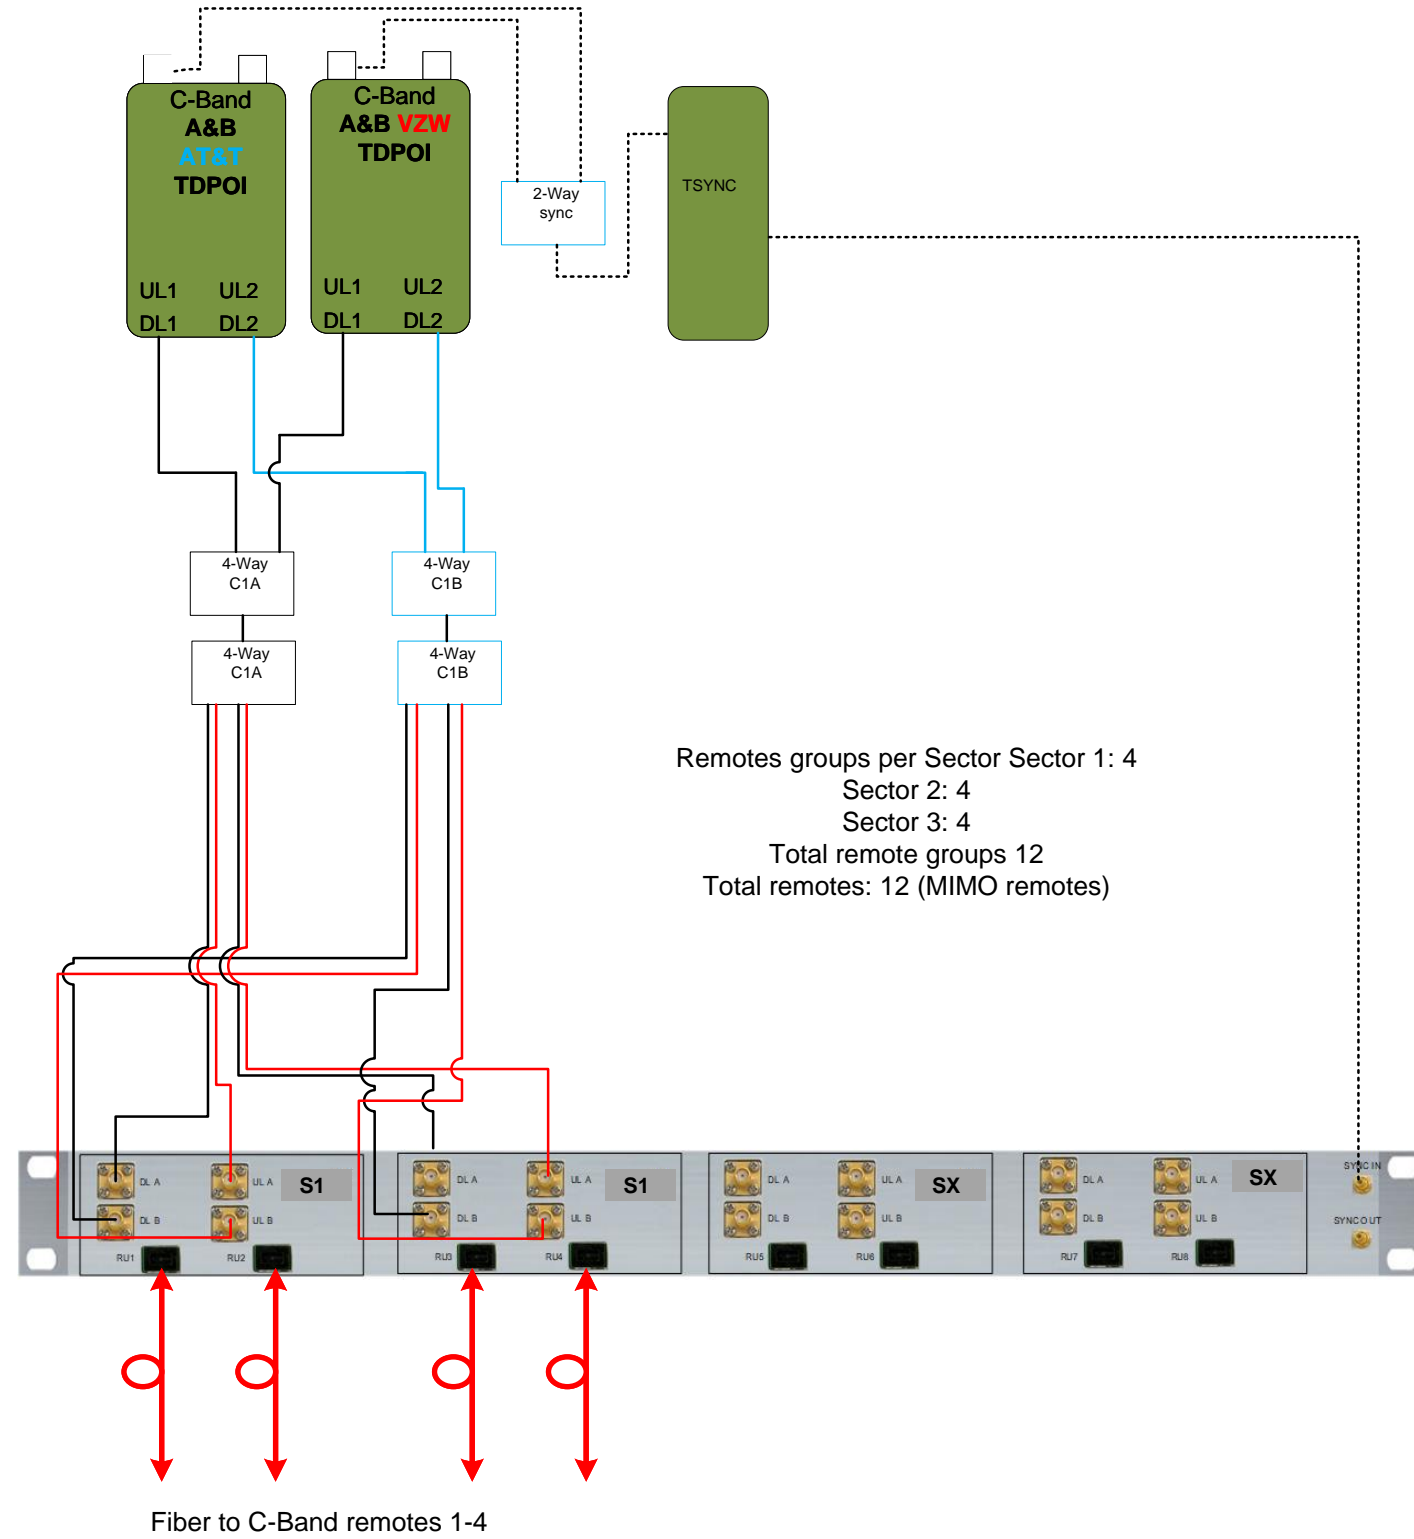 C-Band
A&B
AT&T
TDPOI
UL1 UL2
DL1 DL2
C-Band
A&B VZW
TDPOI
UL1 UL2
DL1 DL2
2-Way
sync
TSYNC
4-Way
C1A
4-Way
C1B
4-Way
C1A
4-Way
C1B
Remotes groups per Sector Sector 1: 4
Sector 2: 4
Sector 3: 4
Total remote groups 12
Total remotes: 12 (MIMO remotes)
DL A UL A S1
DL B UL B
RU1 RU2
DL A UL A S1
DL B UL B
RU3 RU4
DL A UL A SX
DL B UL B
RU5 RU6
DL A UL A SX
DL B UL B
RU7 RU8
SYNC IN
SYNC OUT
Fiber to C-Band remotes 1-4